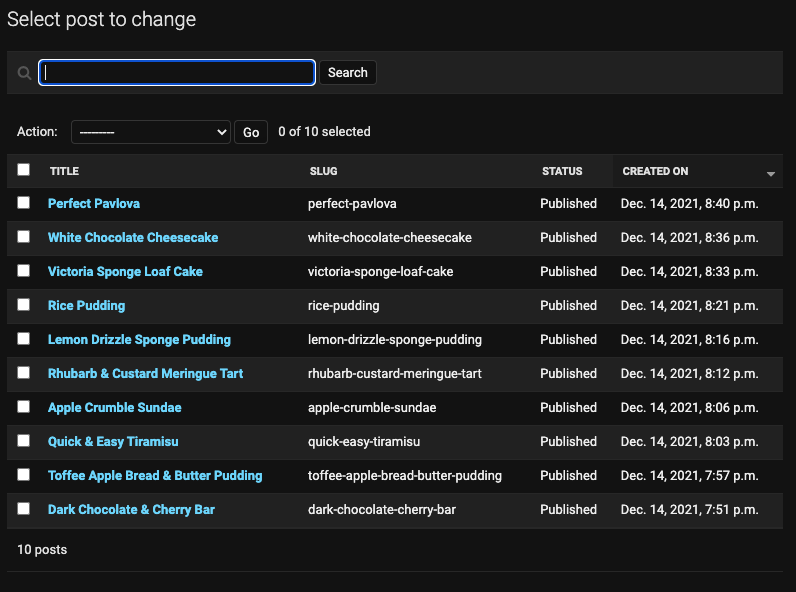 Select post to change
Search
Action: --------- Go 0 of 10 selected
TITLE SLUG STATUS CREATED ON
Perfect Pavlova perfect-pavlova Published Dec. 14, 2021, 8:40 p.m.
White Chocolate Cheesecake white-chocolate-cheesecake Published Dec. 14, 2021, 8:36 p.m.
Victoria Sponge Loaf Cake victoria-sponge-loaf-cake Published Dec. 14, 2021, 8:33 p.m.
Rice Pudding rice-pudding Published Dec. 14, 2021, 8:21 p.m.
Lemon Drizzle Sponge Pudding lemon-drizzle-sponge-pudding Published Dec. 14, 2021, 8:16 p.m.
Rhubarb & Custard Meringue Tart rhubarb-custard-meringue-tart Published Dec. 14, 2021, 8:12 p.m.
Apple Crumble Sundae apple-crumble-sundae Published Dec. 14, 2021, 8:06 p.m.
Quick & Easy Tiramisu quick-easy-tiramisu Published Dec. 14, 2021, 8:03 p.m.
Toffee Apple Bread & Butter Pudding toffee-apple-bread-butter-pudding Published Dec. 14, 2021, 7:57 p.m.
Dark Chocolate & Cherry Bar dark-chocolate-cherry-bar Published Dec. 14, 2021, 7:51 p.m.
10 posts